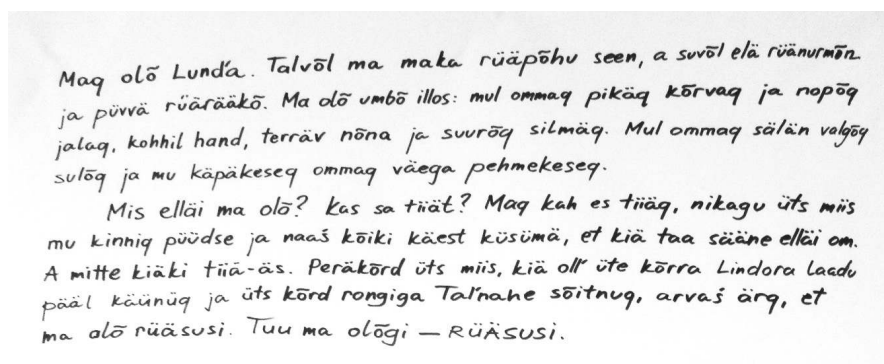 Maq olõ Lund'a. Talvõl ma maka rüäpõhu seen, a suvõl elä rüänurmõn
ja püvvä rüärääkõ. Ma olõ umbõ illos: mul ommaq pikäq kõrvaq ja nopõq
jalaq, kohhil hand, terräv nõna ja suurõq silmäq. Mul ommaq sälän valgõq
sulõq ja mu käpäkeseq ommaq väega pehmekeseq.
Mis elläi ma olõ? Kas sa tiiät? Maq kah es tiiäq, nikagu üts miis
mu kinniq püüdse ja naaś kõiki käest küsümä, et kiä taa sääne elläi om.
A mitte kiäki tiiä-äs. Peräkõrd üts miis, kiä oll' üte kõrra Lindora laadu
pääl käünüq ja üts kõrd rongiga Tal'nahe sõitnuq, arvaś ärq, et
ma olõ rüäsusi. Tuu ma olõgi — RÜÄSUSI.